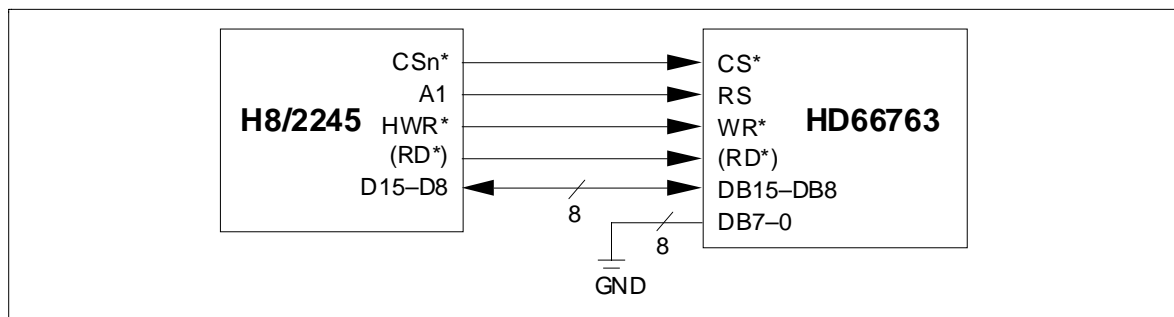 CSn* CS*
A1 RS
H8/2245 HWR* WR* HD66763
(RD*) (RD*)
D15–D8 8 DB15–DB8
8 DB7–0
GND